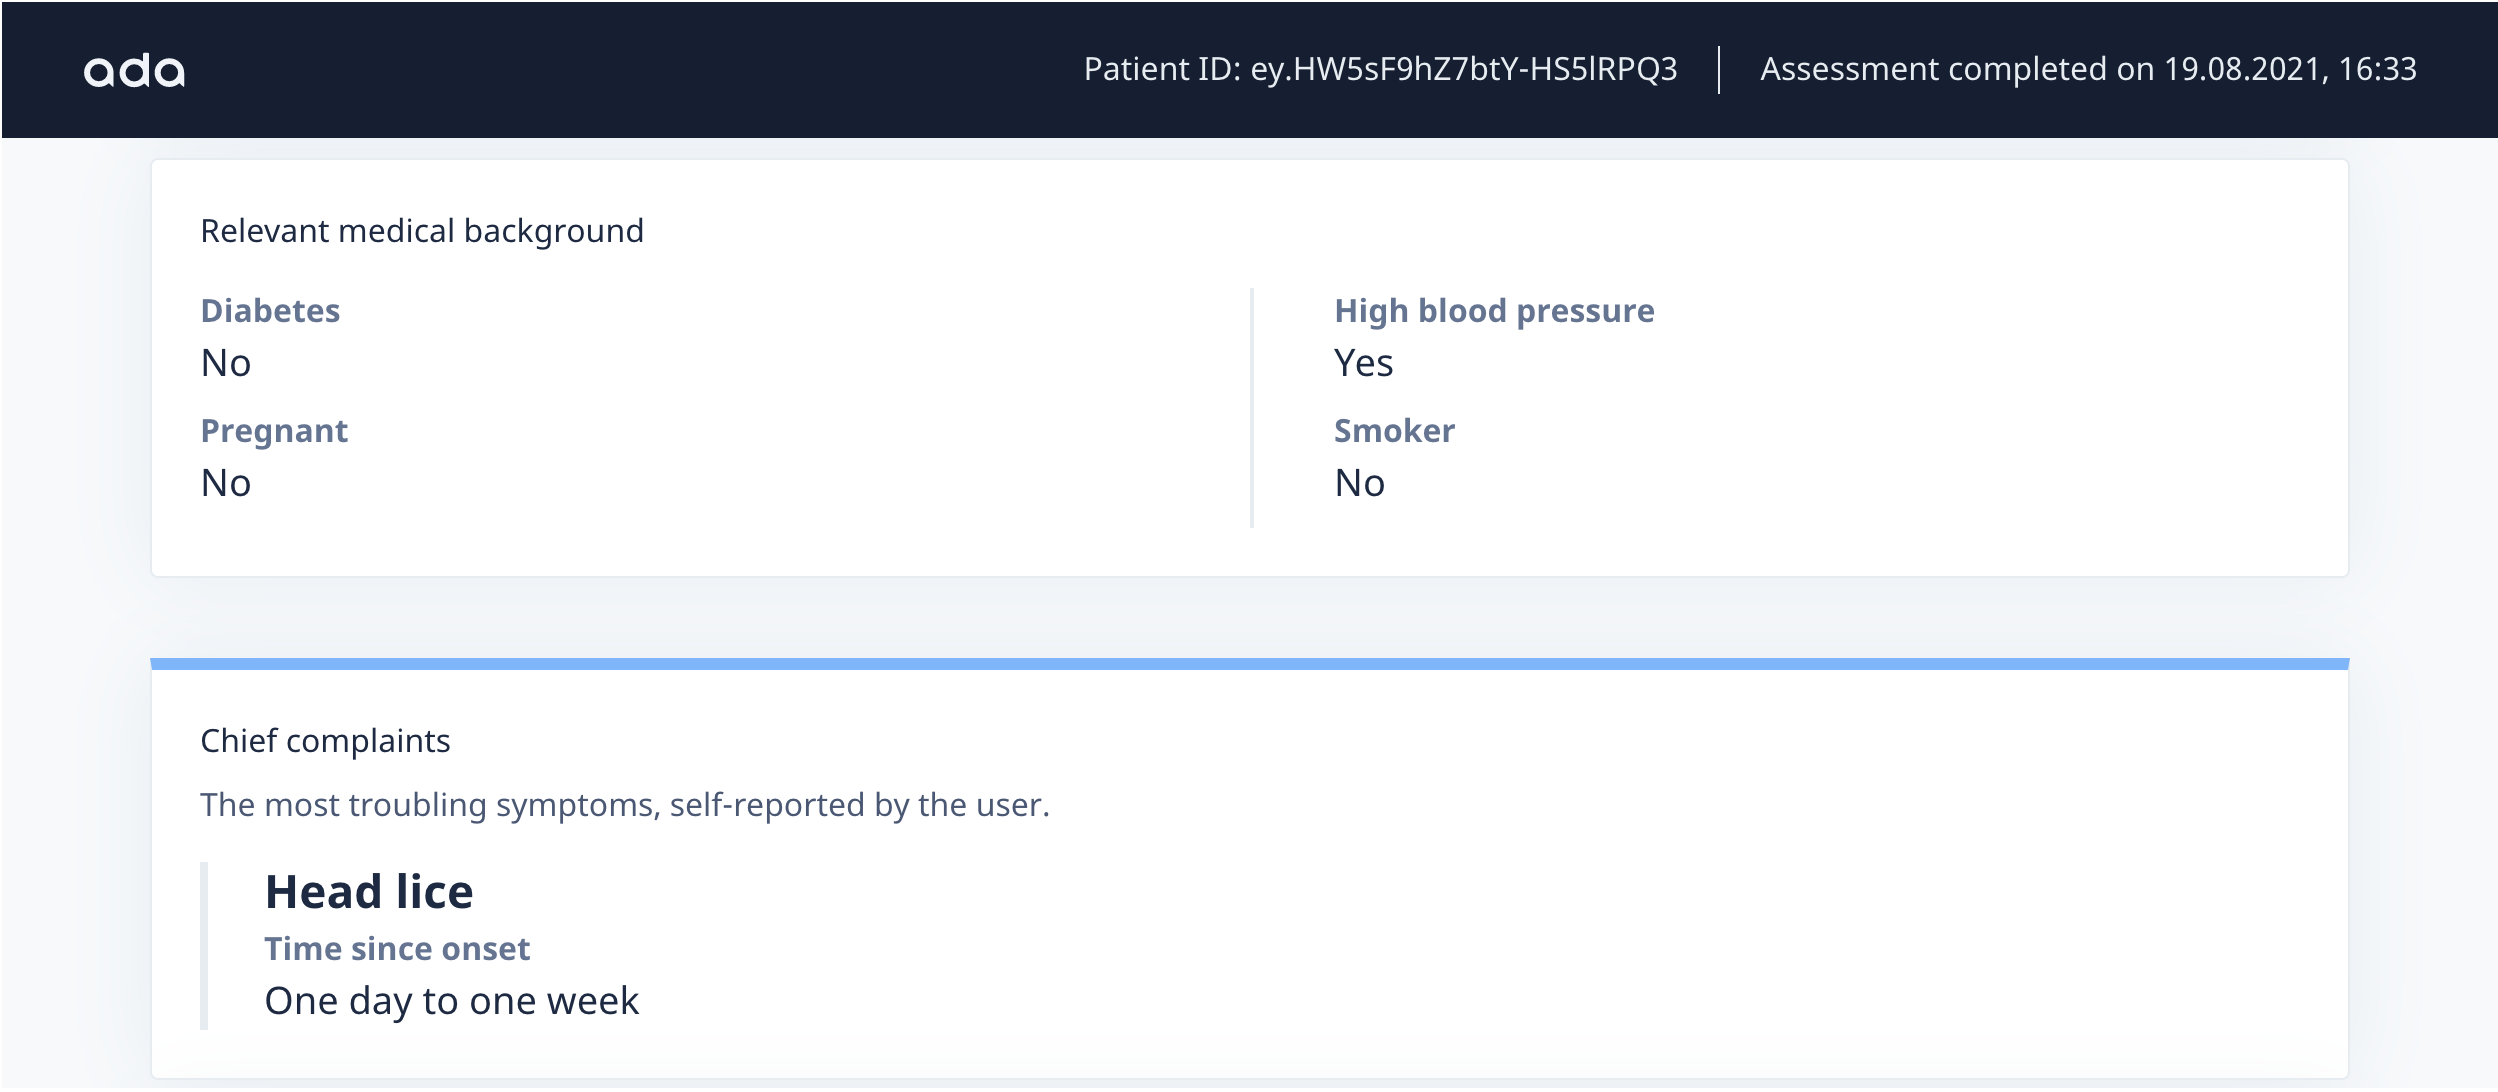 ada
Patient ID: ey.HW5sF9hZ7btY-HS5lRPQ3
Assessment completed on 19.08.2021, 16:33
Relevant medical background
Diabetes
No
Pregnant
No
High blood pressure
Yes
Smoker
No
Chief complaints
The most troubling symptoms, self-reported by the user.
Head lice
Time since onset
One day to one week